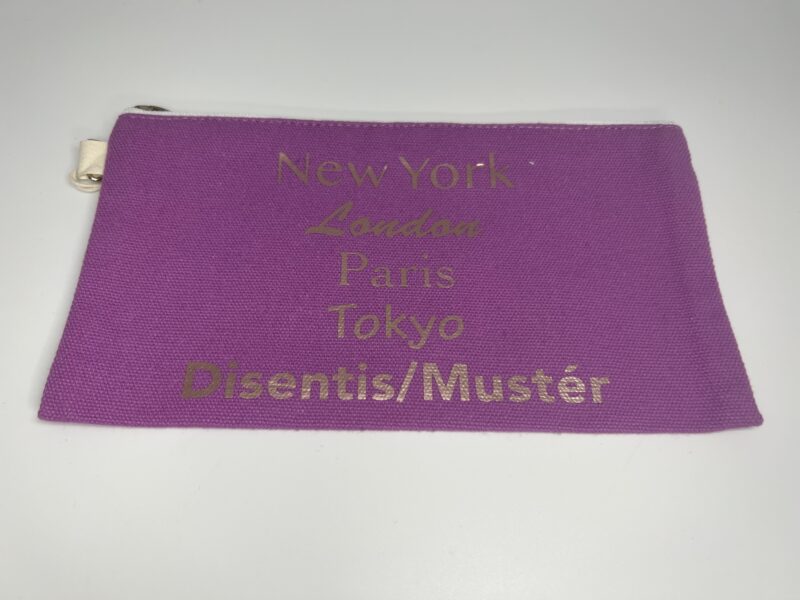 New York
London
Paris
Tokyo
Disentis/Mustér